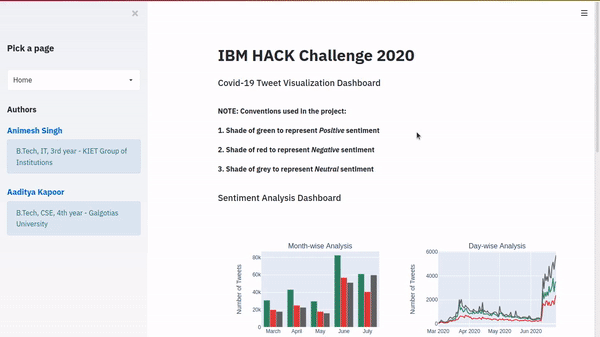 Pick a page
Home
Authors
Animesh Singh
B.Tech, IT, 3rd year - KIET Group of
Institutions
Aaditya Kapoor
B.Tech, CSE, 4th year - Galgotias
University
IBM HACK Challenge 2020
Covid-19 Tweet Visualization Dashboard
NOTE: Conventions used in the project:
1. Shade of green to represent Positive sentiment
2. Shade of red to represent Negative sentiment
3. Shade of grey to represent Neutral sentiment
Sentiment Analysis Dashboard
Month-wise Analysis
Number of Tweets
80k
60k
40k
20k
0
March April May June July
Day-wise Analysis
Number of Tweets
6000
4000
2000
0
Mar 2020 Apr 2020 May 2020 Jun 2020